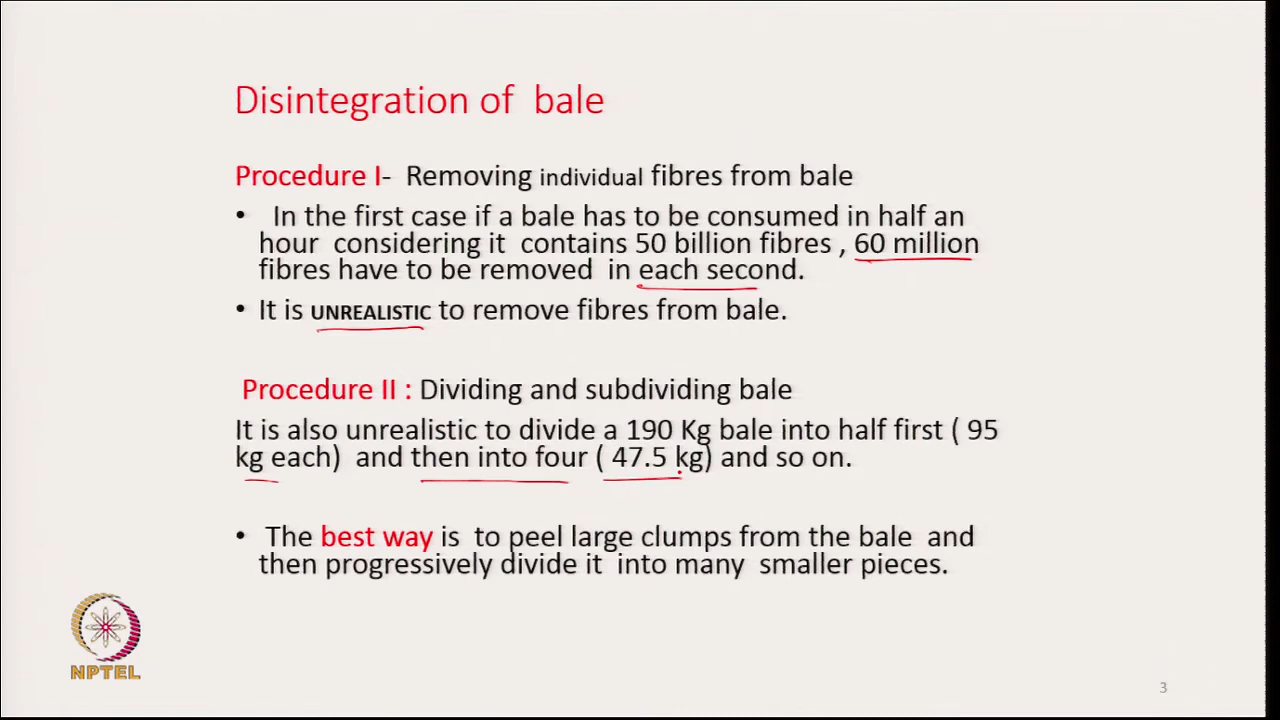 Disintegration of bale
Procedure I- Removing individual fibres from bale
• In the first case if a bale has to be consumed in half an
hour considering it contains 50 billion fibres , 60 million
fibres have to be removed in each second.
• It is UNREALISTIC to remove fibres from bale.
Procedure II : Dividing and subdividing bale
It is also unrealistic to divide a 190 Kg bale into half first ( 95
kg each) and then into four ( 47.5 kg) and so on.
• The best way is to peel large clumps from the bale and
then progressively divide it into many smaller pieces.
NPTEL
3